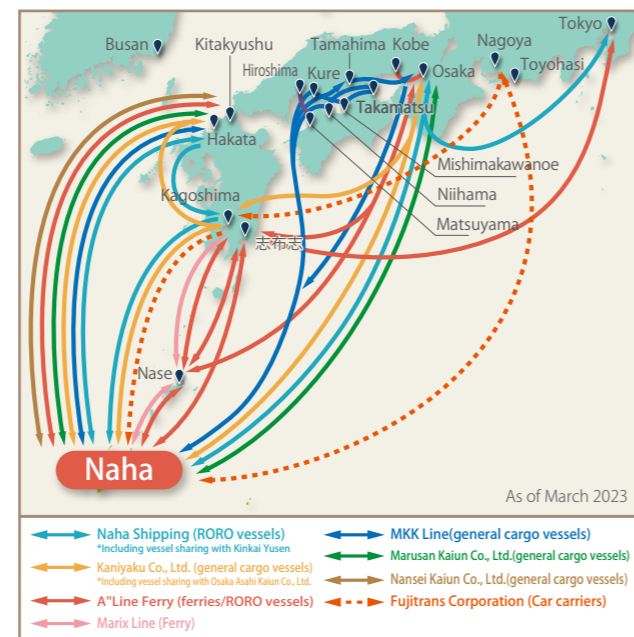 Tokyo
Busan
Kitakyushu
Tamahima
Kobe
Nagoya
Hiroshima
Kure
Osaka
Toyohasi
Takamatsu
Hakata
Mishimakawanoe
Niihama
Kagoshima
Matsuyama
志布志
Nase
Naha
As of March 2023
Naha Shipping (RORO vessels)
*Including vessel sharing with Kinkai Yusen
Kaniyaku Co., Ltd. (general cargo vessels)
*Including vessel sharing with Osaka Asahi Kaiun Co., Ltd.
A"Line Ferry (ferries/RORO vessels)
Marix Line (Ferry)
MKK Line(general cargo vessels)
Marusan Kaiun Co., Ltd.(general cargo vessels)
Nansei Kaiun Co., Ltd.(general cargo vessels)
Fujitrans Corporation (Car carriers)